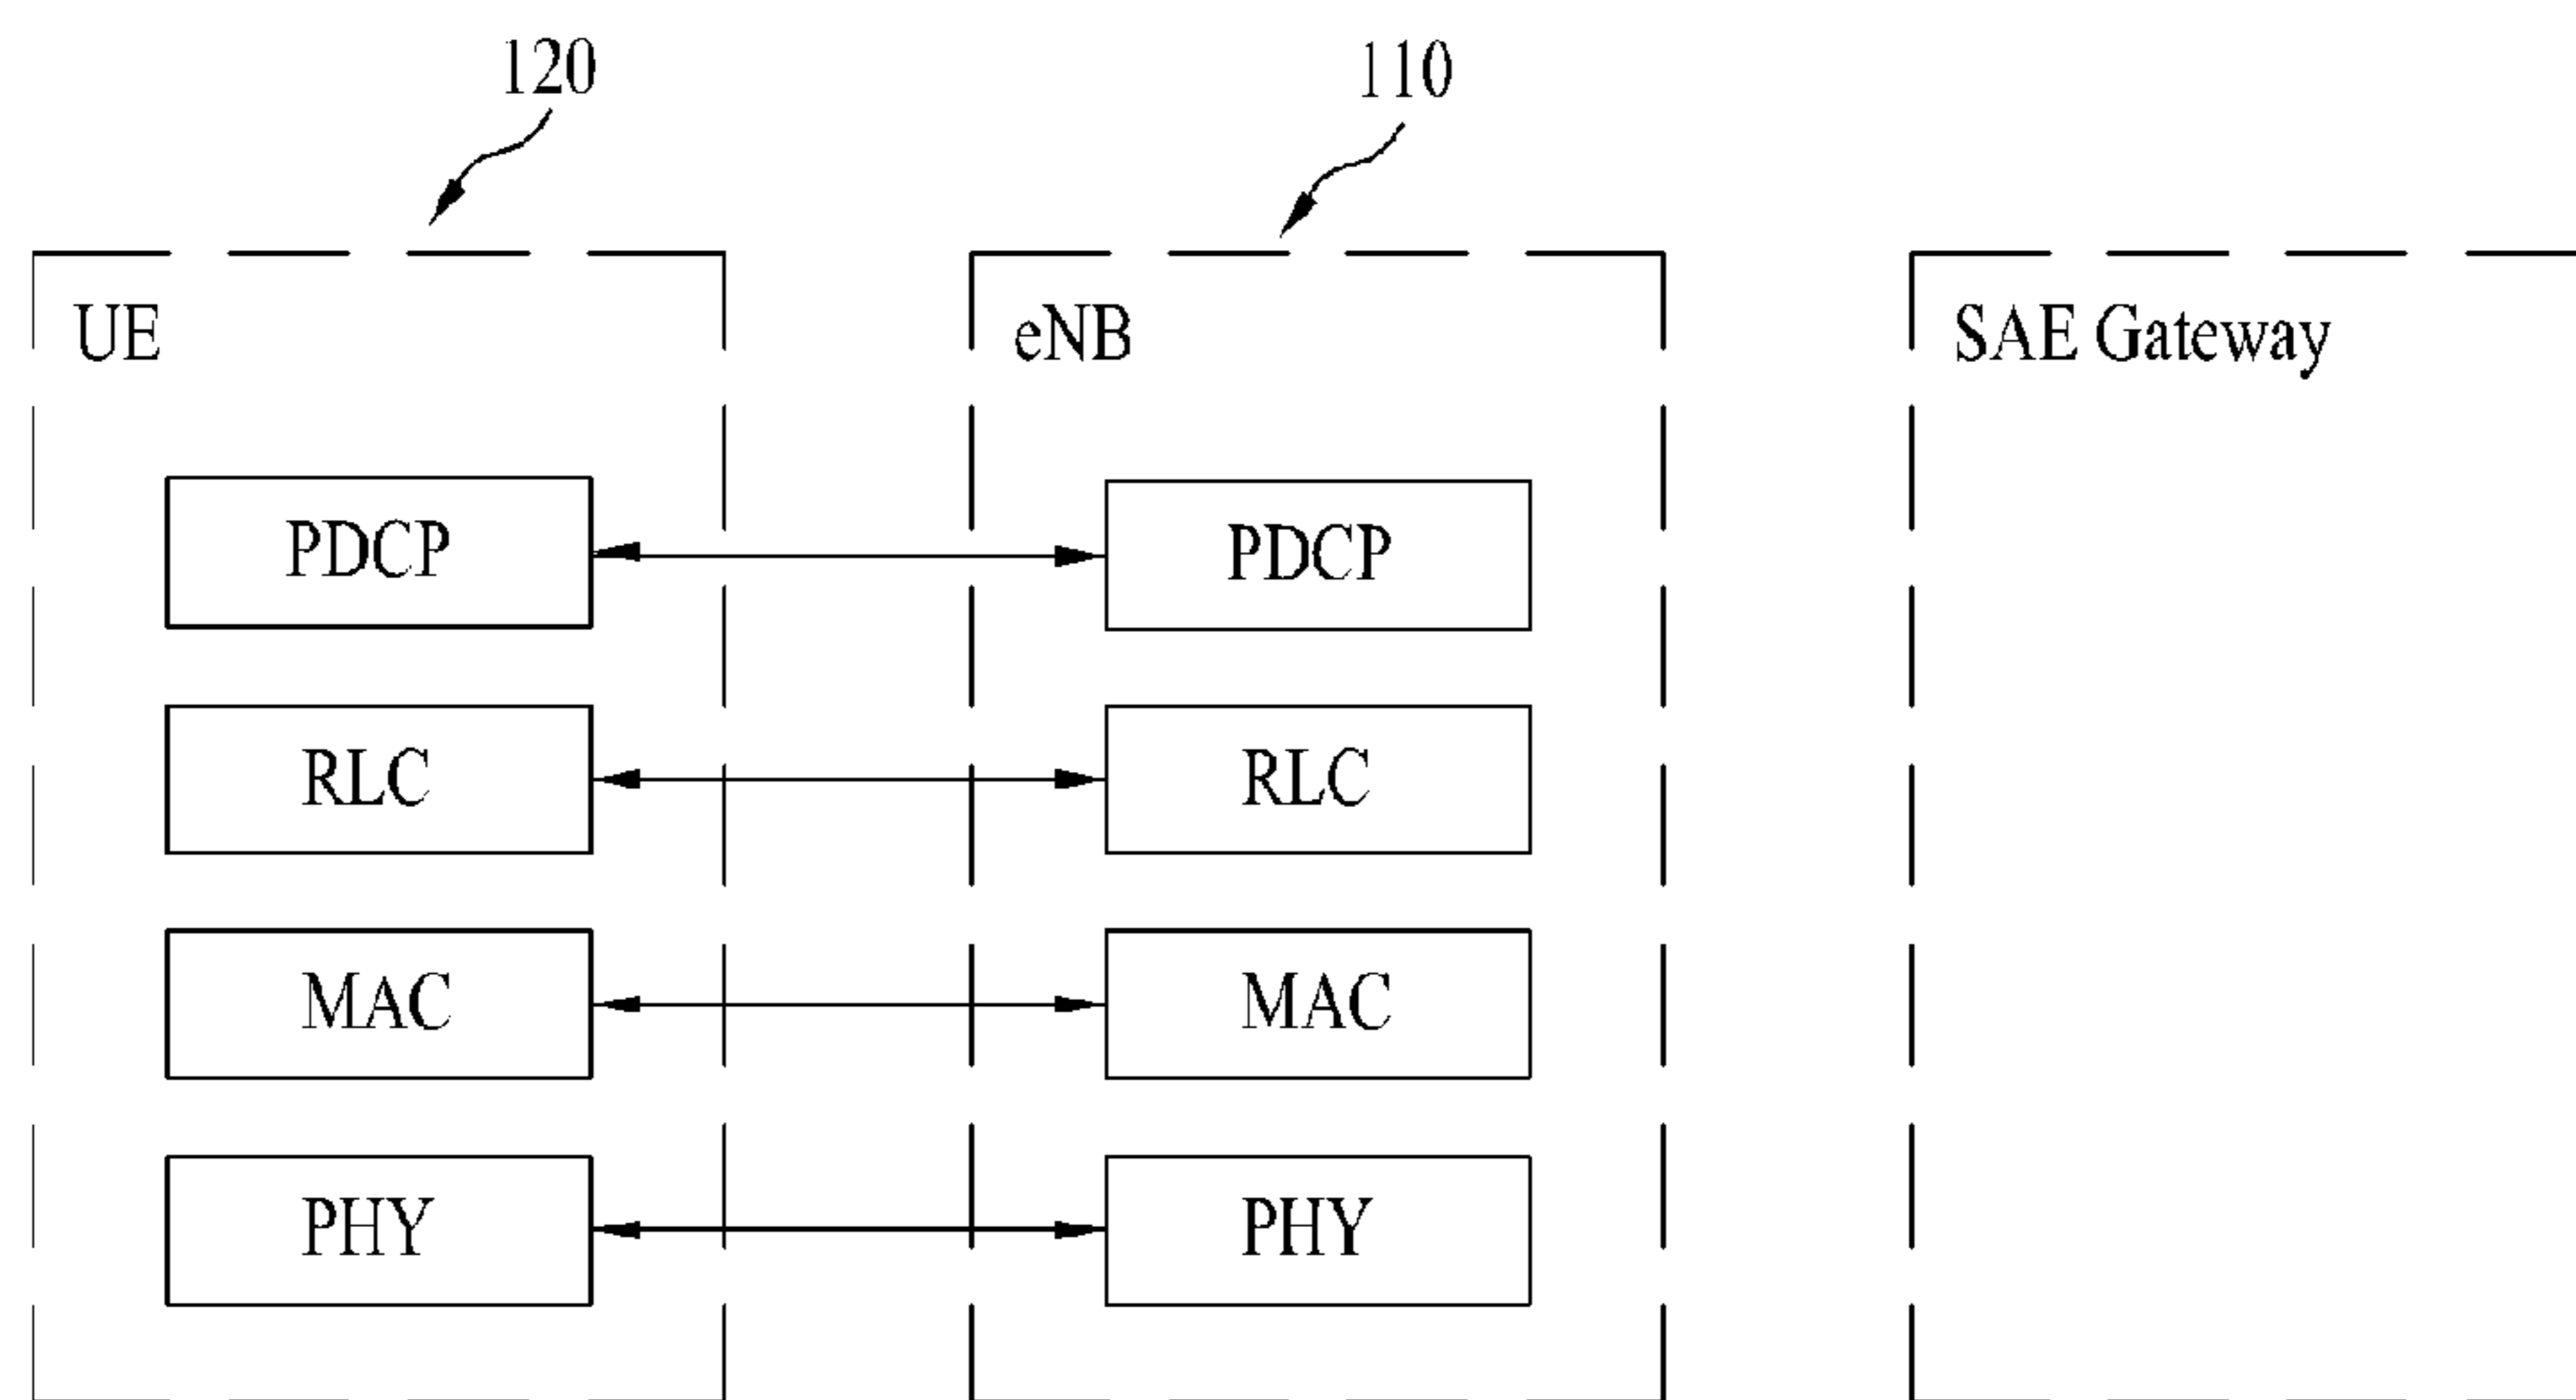 120 110
UE eNB SAE Gateway
PDCP PDCP
RLC RLC
MAC MAC
PHY PHY